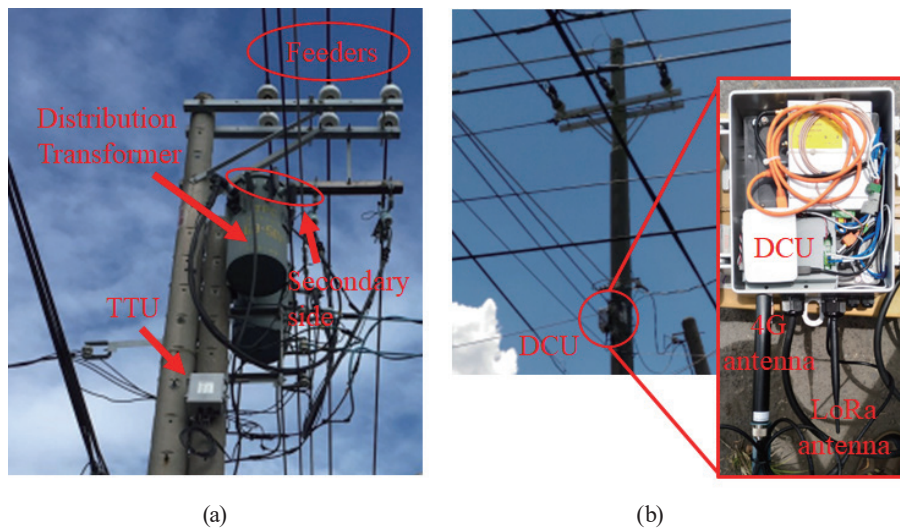 Feeders
Distribution
Transformer
Secondary
side
TTU
DCU
DCU
4G
antenna
LoRa
antenna
(a)
(b)